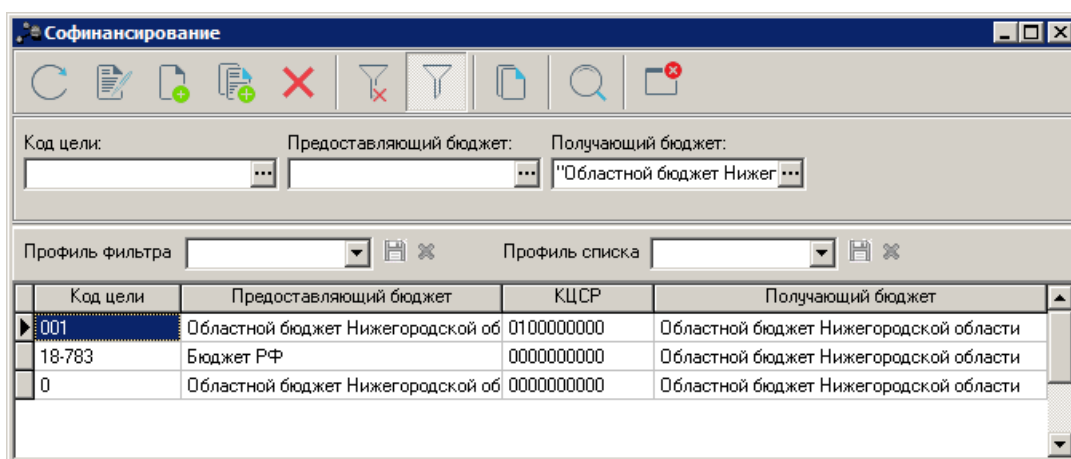 Софинансирование
Код цели: Предоставляющий бюджет: Получающий бюджет:
"Областной бюджет Нижег
Профиль фильтра Профиль списка
Код цели Предоставляющий бюджет КЦСР Получающий бюджет
001 Областной бюджет Нижегородской об 0100000000 Областной бюджет Нижегородской области
18-783 Бюджет РФ 0000000000 Областной бюджет Нижегородской области
0 Областной бюджет Нижегородской об 0000000000 Областной бюджет Нижегородской области